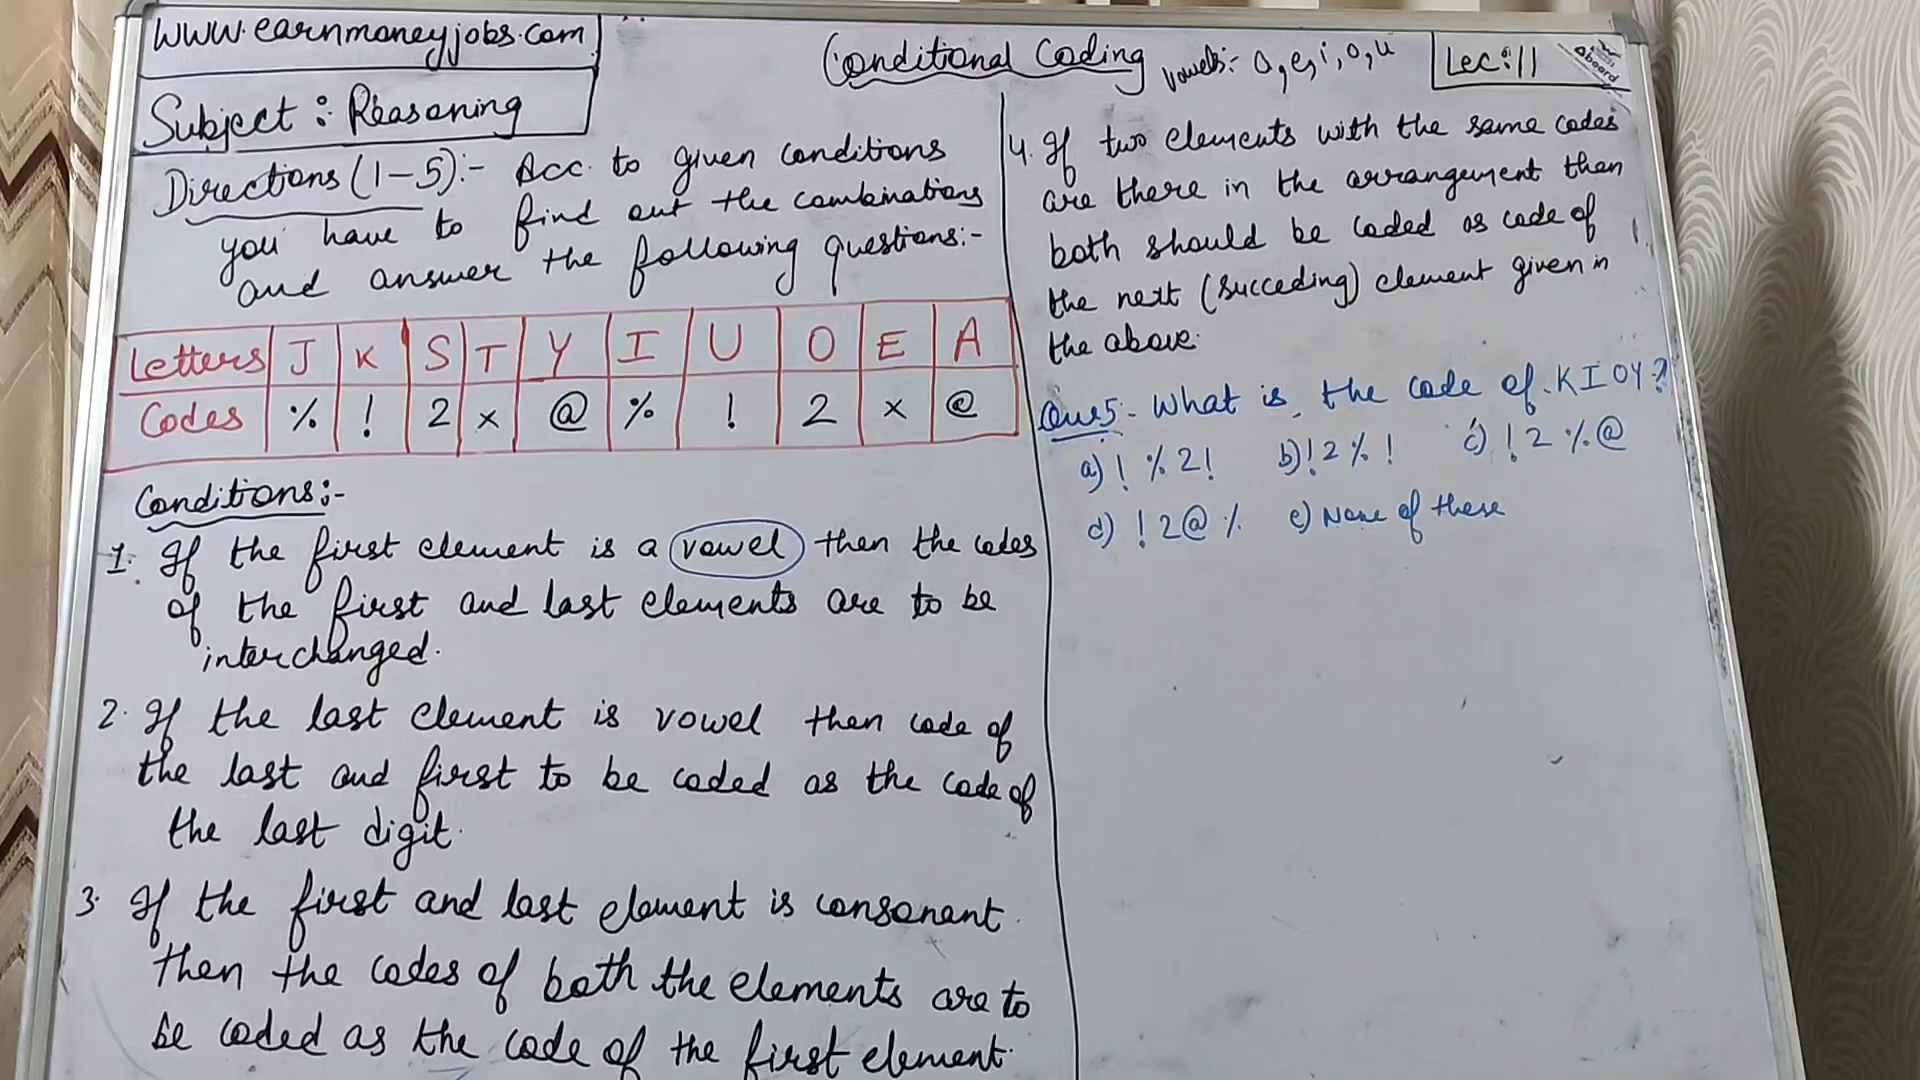 www.earnmoneyjobs.com
Subject : Reasoning
Conditional Coding vowels:- a, e, i, o, u
Lec:11
Directions (1-5):- Acc. to given conditions
you have to find out the combinations
and answer the following questions:-
Letters J K S T Y I U O E A
Codes % ! 2 × @ % ! 2 × @
Conditions:-
1. If the first element is a vowel then the codes
of the first and last elements are to be
interchanged.
2. If the last element is vowel then code of
the last and first to be coded as the code of
the last digit.
3. If the first and last element is consonant
then the codes of both the elements are to
be coded as the code of the first element.
4. If two elements with the same codes
are there in the arrangement than
both should be coded as code of
the next (succeding) element given in
the above.
Ques5:- What is the code of KIOY?
a) ! % 2 ! b) ! 2 % ! c) ! 2 % @
d) ! 2 @ % e) None of these